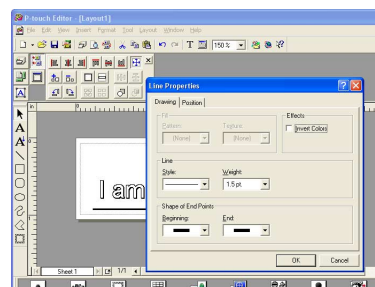 P-touch Editor - [Layout1]
File Edit View Insert Format Tool Layout Window Help
150 %
Line Properties
Drawing Position
Fill
Pattern: Texture:
(None) (None)
Effects
Invert Colors
Line
Style: Weight:
1.5 pt
Shape of End Points
Beginning: End:
OK Cancel
in
A
A
I am
Sheet 1 1/1